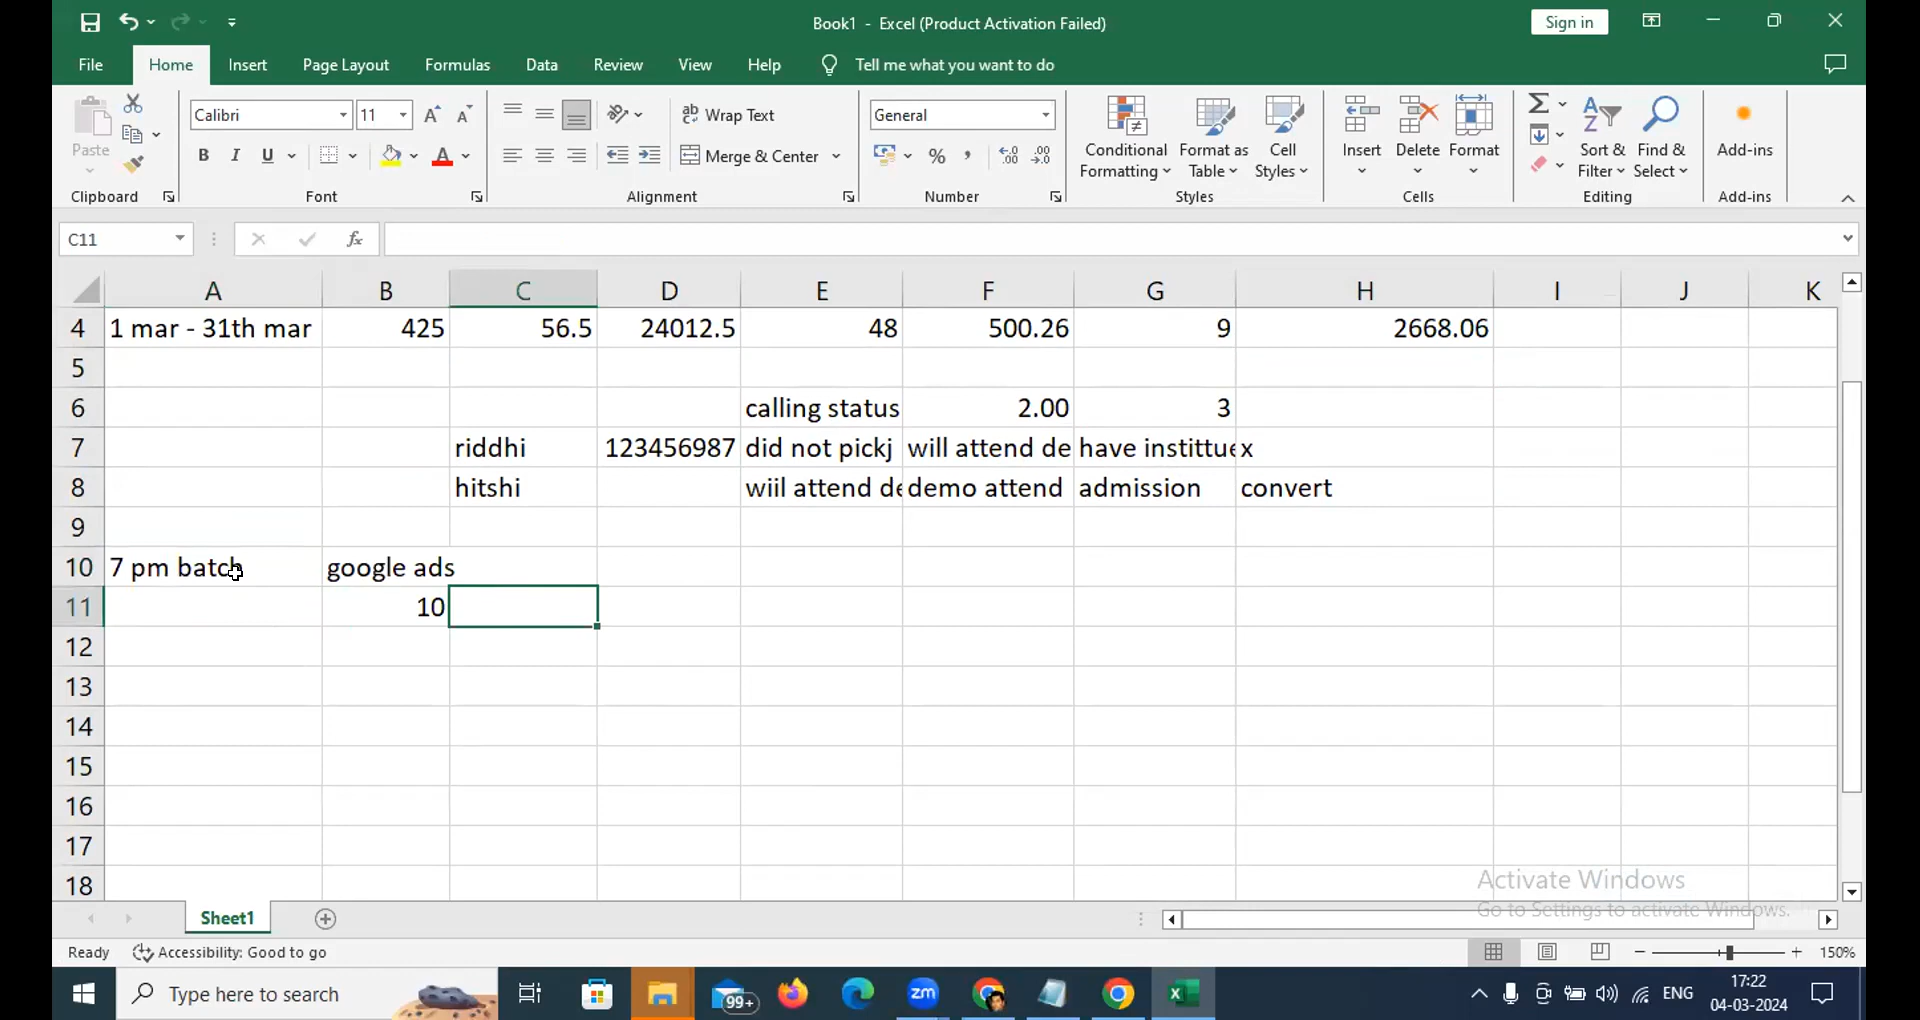 Book1 - Excel (Product Activation Failed)
Sign in
File Home Insert Page Layout Formulas Data Review View Help Tell me what you want to do
Paste
Calibri 11
B I U
Wrap Text
Merge & Center
General
Conditional Formatting
Format as Table
Cell Styles
Insert Delete Format
Sort & Filter
Find & Select
Add-ins
Clipboard Font Alignment Number Styles Cells Editing Add-ins
C11
fx
A B C D E F G H I J K
4 1 mar - 31th mar 425 56.5 24012.5 48 500.26 9 2668.06
5
6 calling status 2.00 3
7 riddhi 123456987 did not pickj will attend de have instittue x
8 hitshi wiil attend de demo attend admission convert
9
10 7 pm batch google ads
11 10
12
13
14
15
16
17
18
Activate Windows
Go to Settings to activate Windows.
Sheet1
Ready Accessibility: Good to go 150%
Type here to search
99+
zm
ENG
17:22
04-03-2024